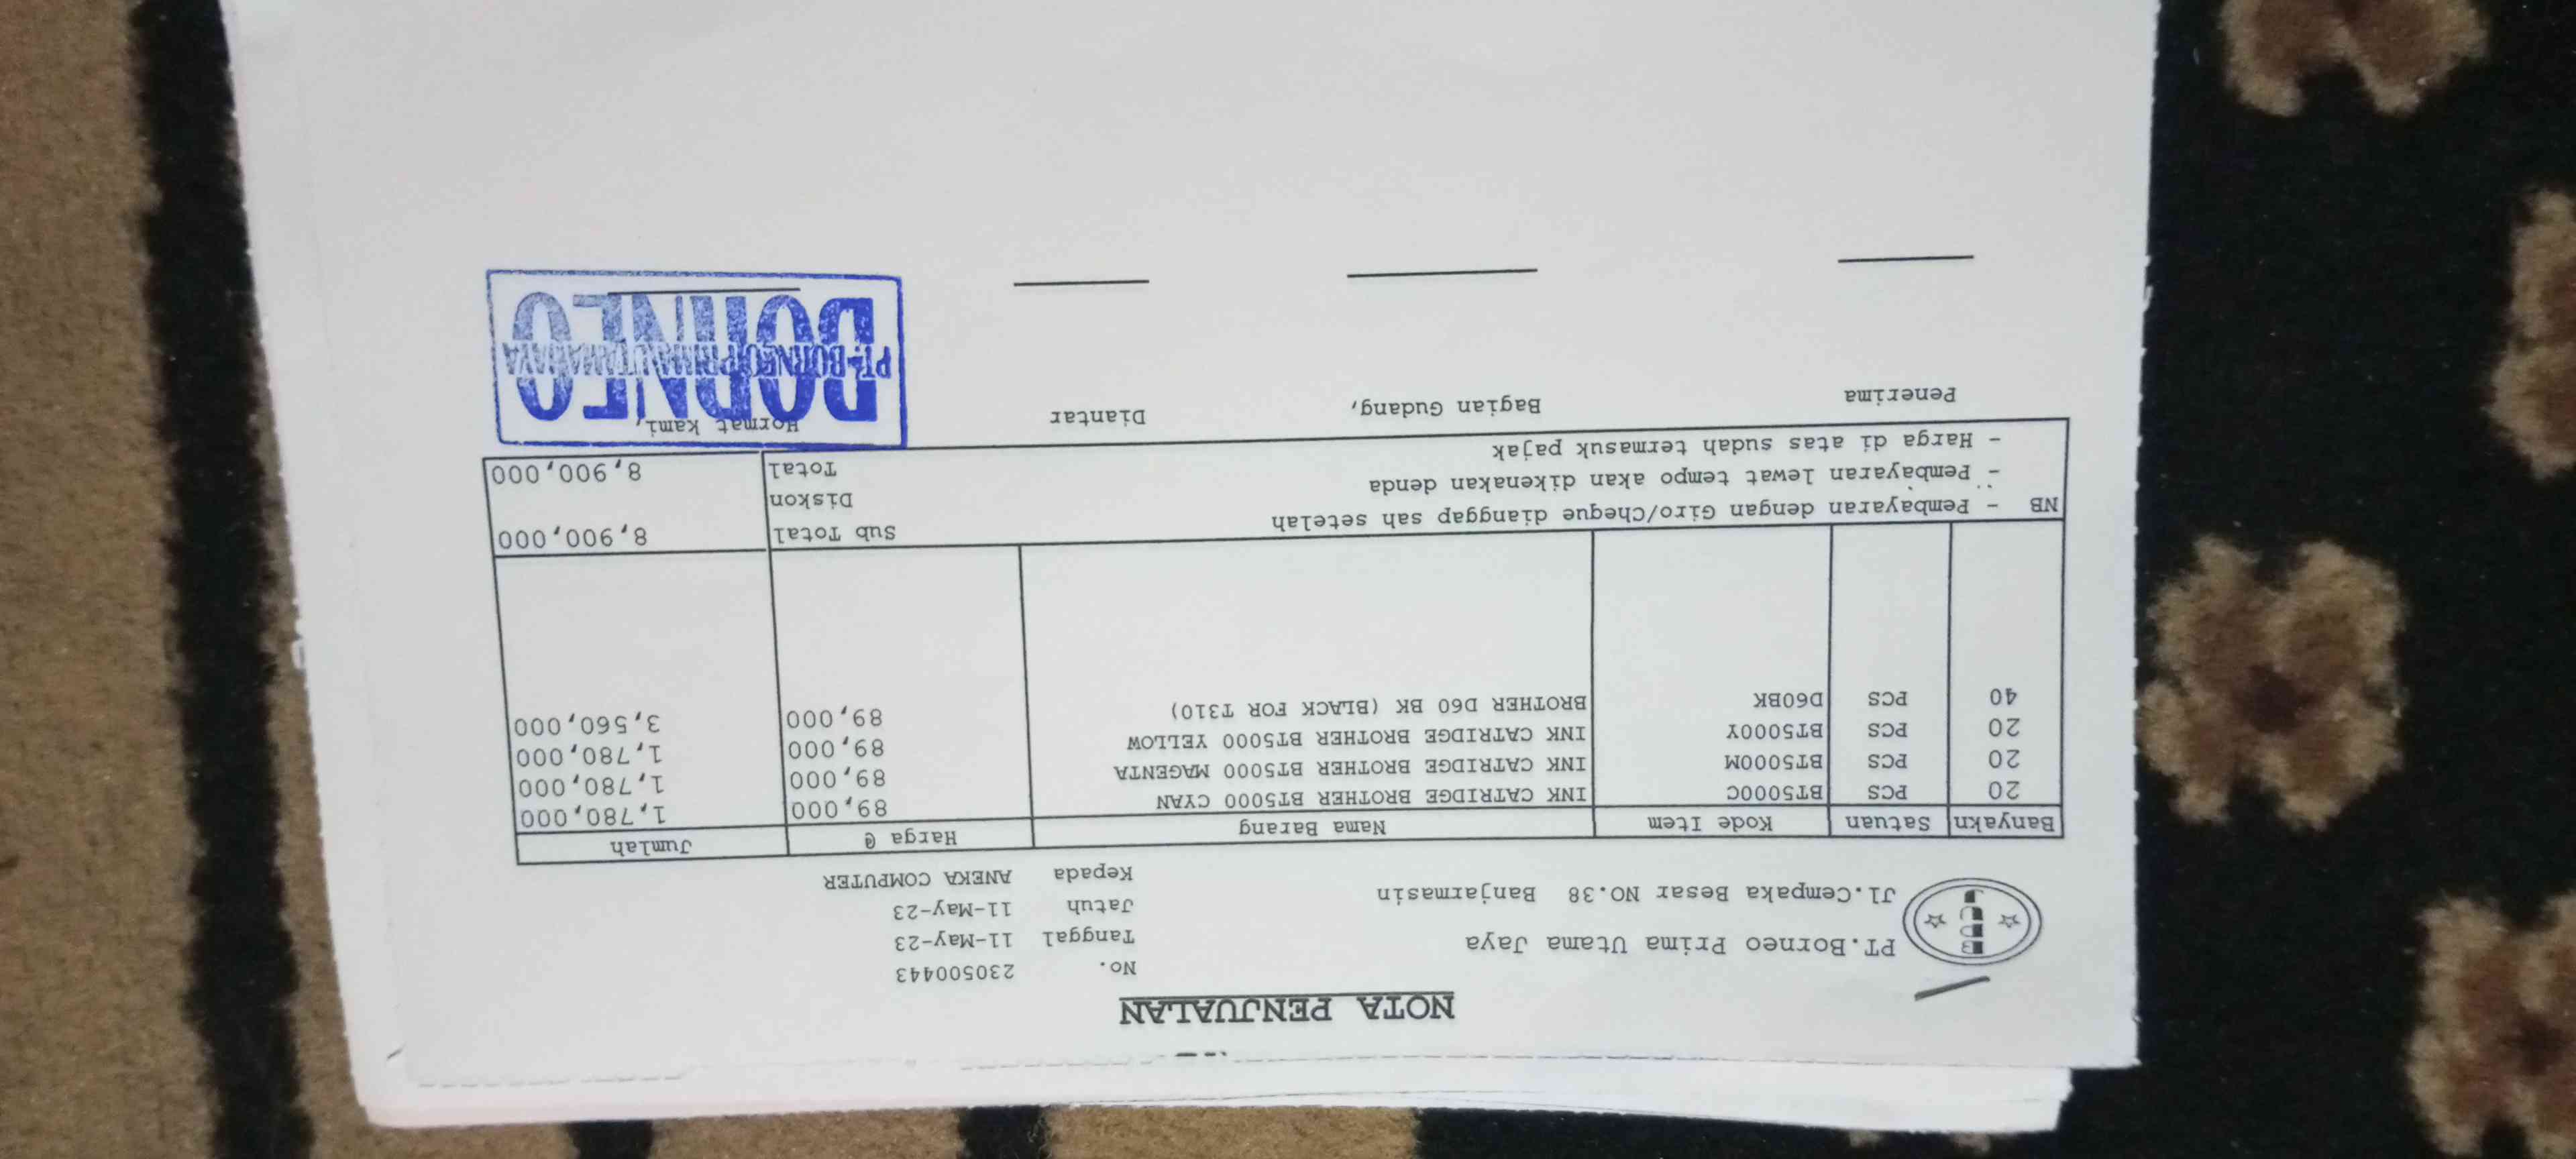 NOTA PENJUALAN
BPUJ
PT.Borneo Prima Utama Jaya
Jl.Cempaka Besar NO.38 Banjarmasin
No. 230500443
Tanggal 11-May-23
Jatuh 11-May-23
Kepada ANEKA COMPUTER
Banyakn Satuan Kode Item Nama Barang Harga @ Jumlah
20 PCS BT5000C INK CATRIDGE BROTHER BT5000 CYAN 89,000 1,780,000
20 PCS BT5000M INK CATRIDGE BROTHER BT5000 MAGENTA 89,000 1,780,000
20 PCS BT5000Y INK CATRIDGE BROTHER BT5000 YELLOW 89,000 1,780,000
40 PCS D60BK BROTHER D60 BK (BLACK FOR T310) 89,000 3,560,000
NB - Pembayaran dengan Giro/Cheque dianggap sah setelah
- Pembayaran lewat tempo akan dikenakan denda
- Harga di atas sudah termasuk pajak
Sub Total 8,900,000
Diskon
Total 8,900,000
Penerima Bagian Gudang, Diantar Hormat kami,
BORNEO
PT. BORNEO PRIMA UTAMA JAYA